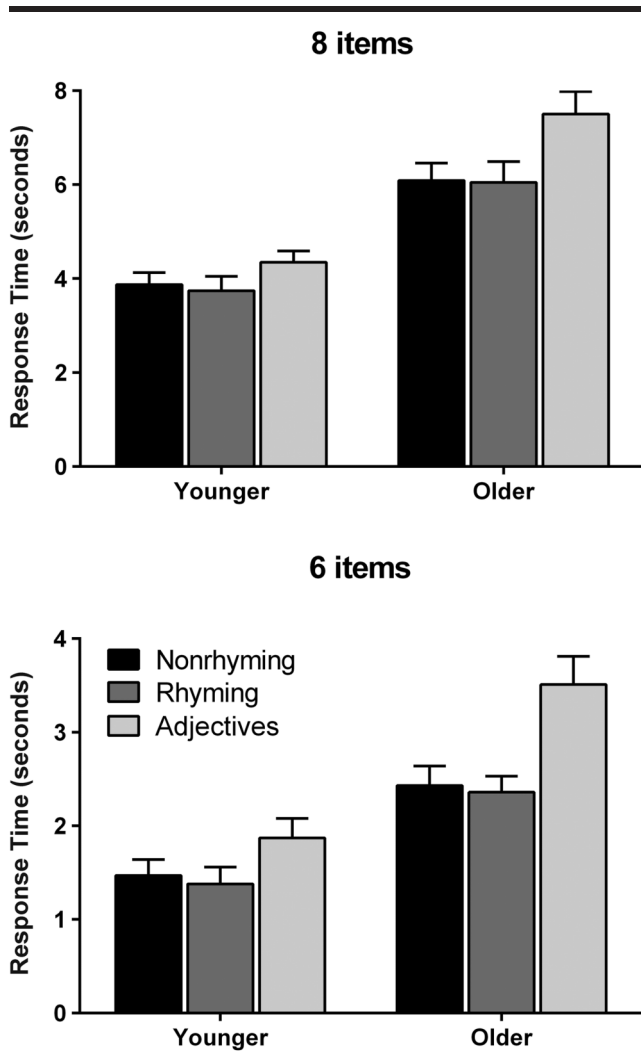 8 items
Response Time (seconds)
8
6
4
2
0
Younger Older
6 items
Response Time (seconds)
4
3
2
1
0
Nonrhyming
Rhyming
Adjectives
Younger Older